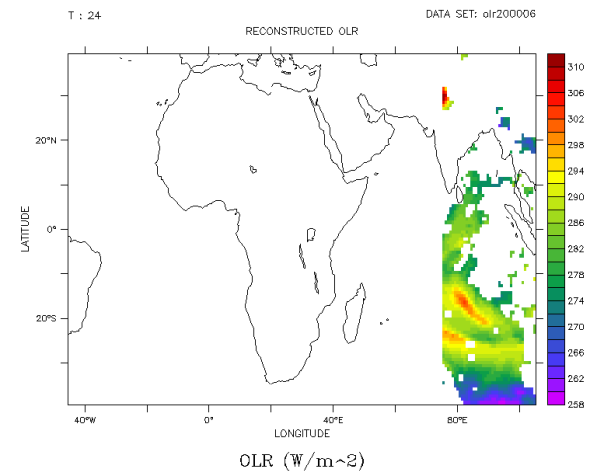 T : 24
DATA SET: olr200006
RECONSTRUCTED OLR
310
306
302
298
294
290
286
282
278
274
270
266
262
258
20°N
0°
20°S
LATITUDE
40°W
0°
40°E
80°E
LONGITUDE
OLR (W/m^2)